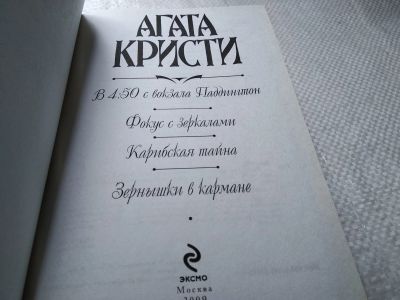 АГАТА
КРИСТИ
В 4:50 с вокзала Паддингтон
Фокус с зеркалами
Карибская тайна
Зернышки в кармане
ЭКСМО
Москва
2009